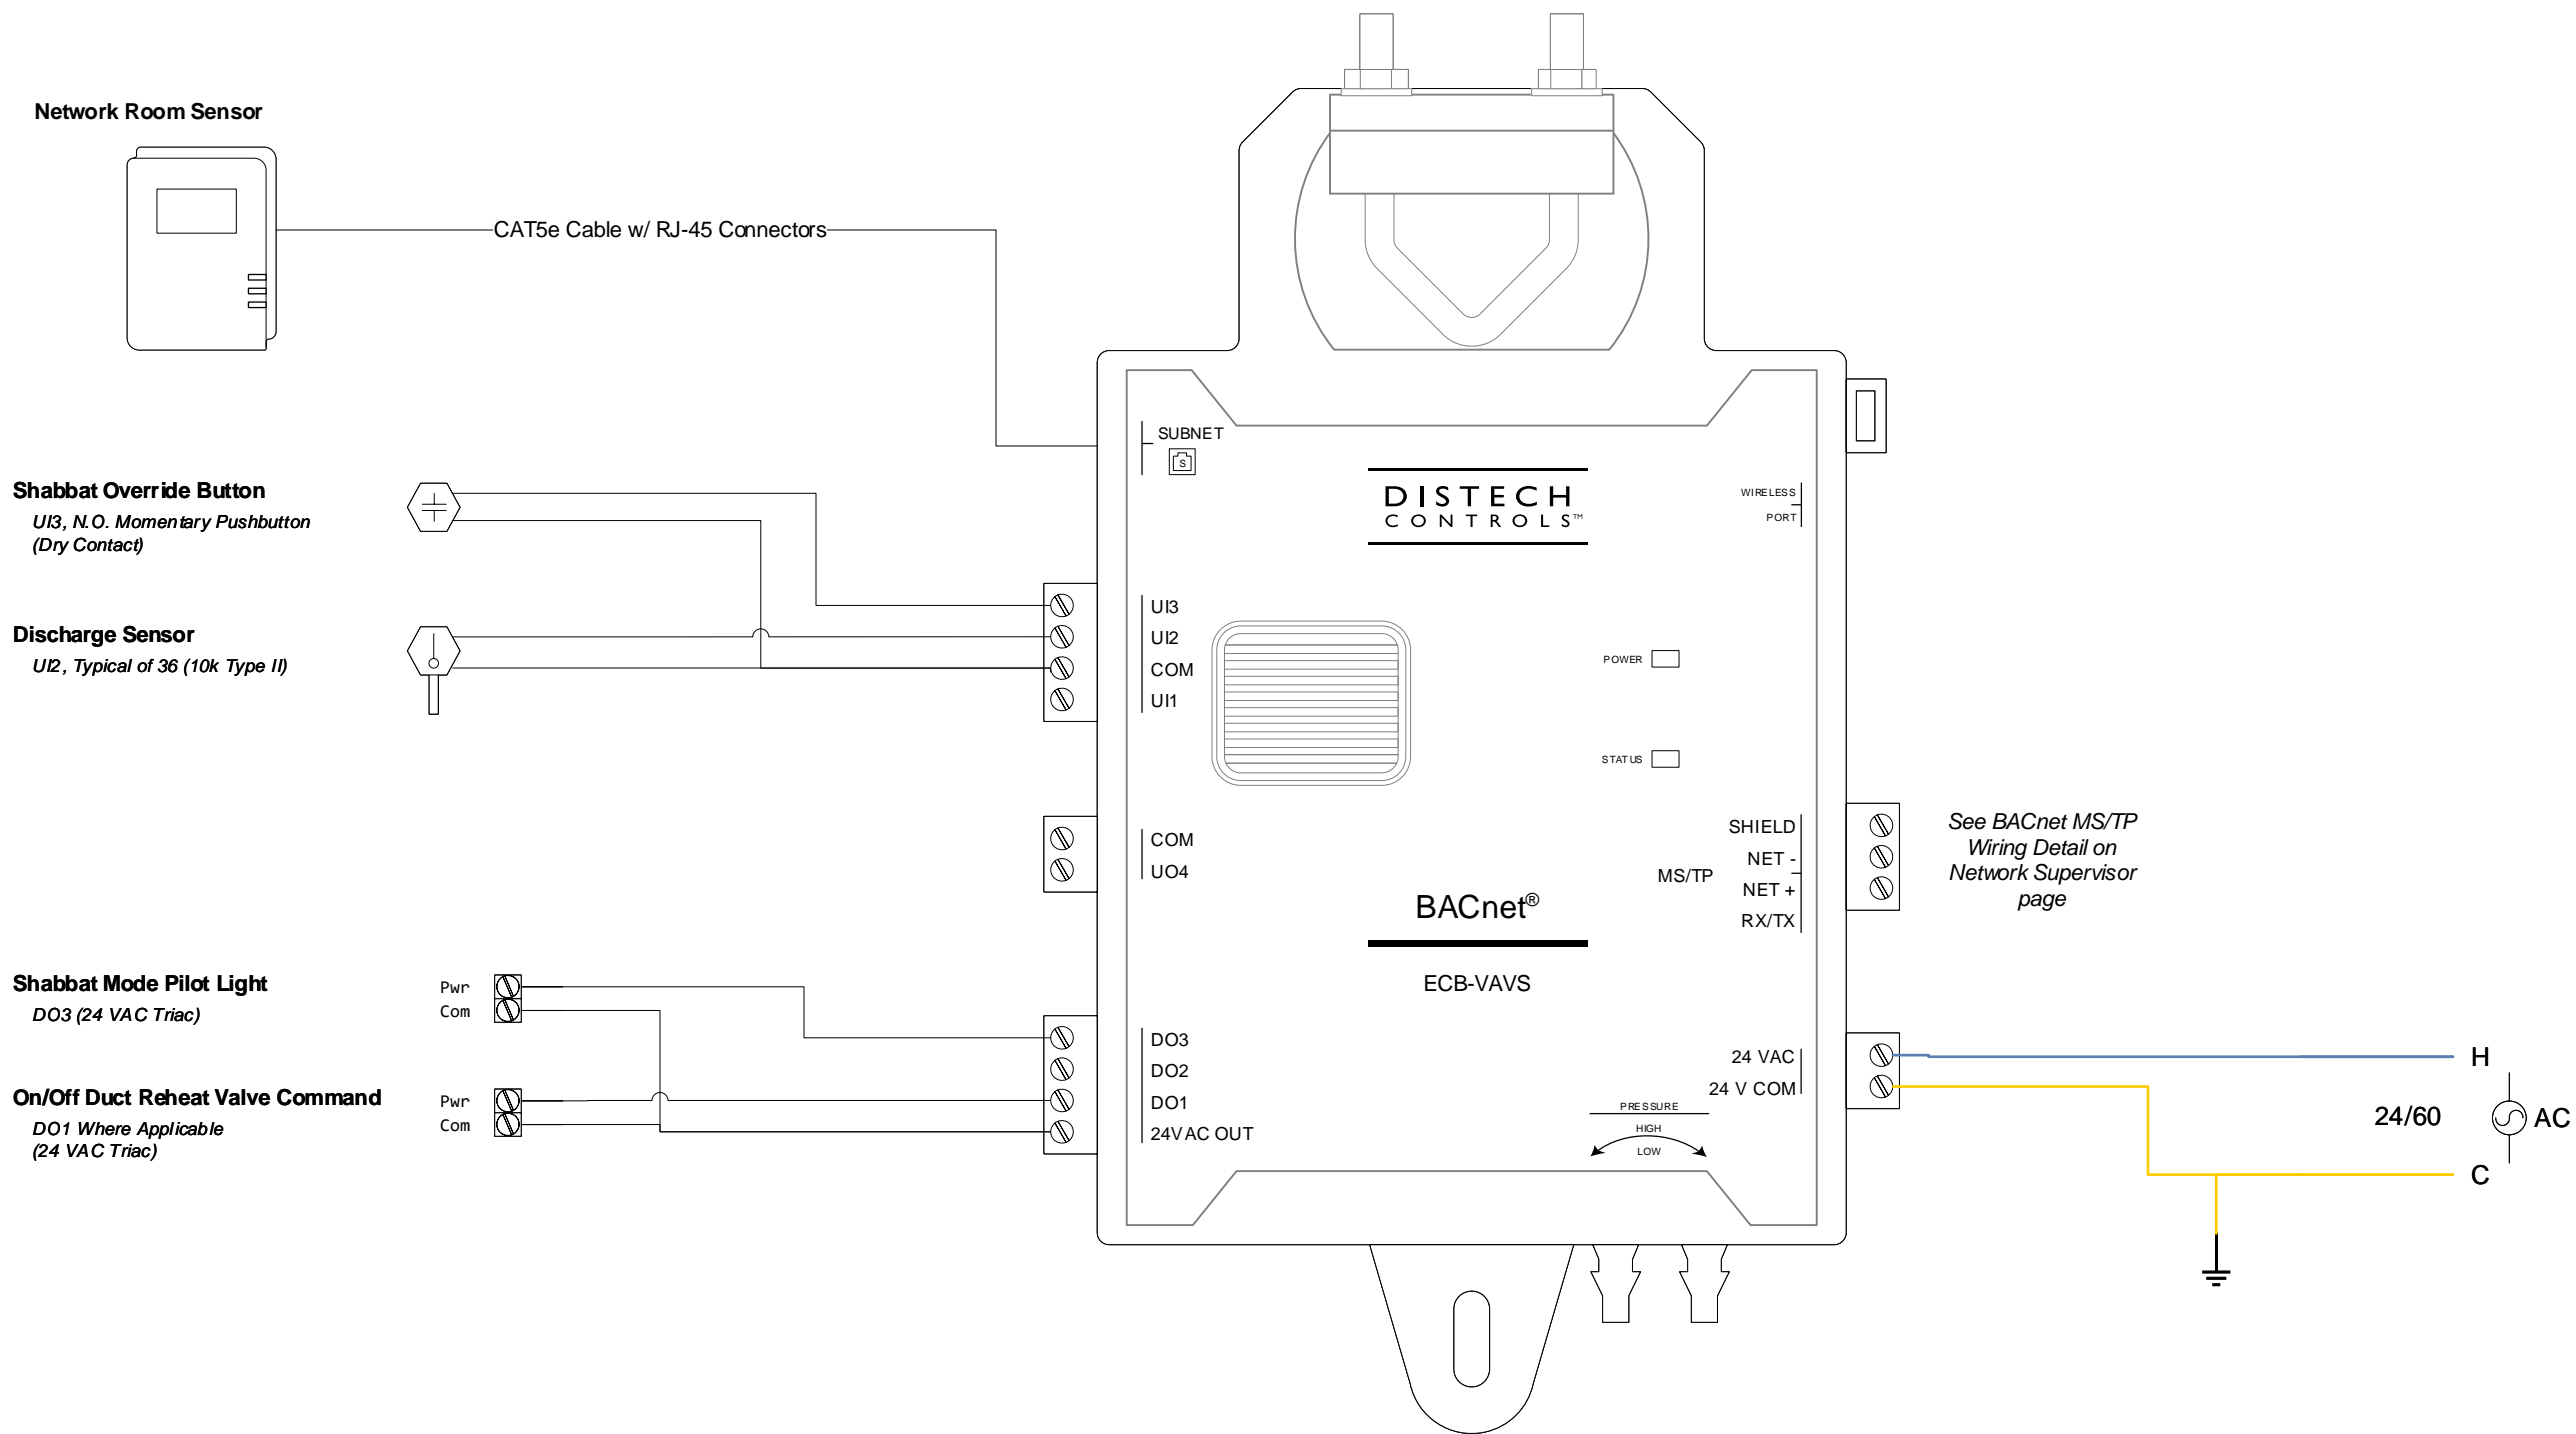 Network Room Sensor
CAT5e Cable w/ RJ-45 Connectors
Shabbat Override Button
UI3, N.O. Momentary Pushbutton
(Dry Contact)
Discharge Sensor
UI2, Typical of 36 (10k Type II)
Shabbat Mode Pilot Light
DO3 (24 VAC Triac)
Pwr
Com
On/Off Duct Reheat Valve Command
DO1 Where Applicable
(24 VAC Triac)
Pwr
Com
SUBNET
S
UI3
UI2
COM
UI1
COM
UO4
DO3
DO2
DO1
24VAC OUT
DISTECH
CONTROLS™
WIRELESS
PORT
POWER
STATUS
BACnet®
ECB-VAVS
SHIELD
NET -
MS/TP
NET +
RX/TX
24 VAC
24 V COM
PRESSURE
HIGH
LOW
See BACnet MS/TP
Wiring Detail on
Network Supervisor
page
H
24/60
AC
C